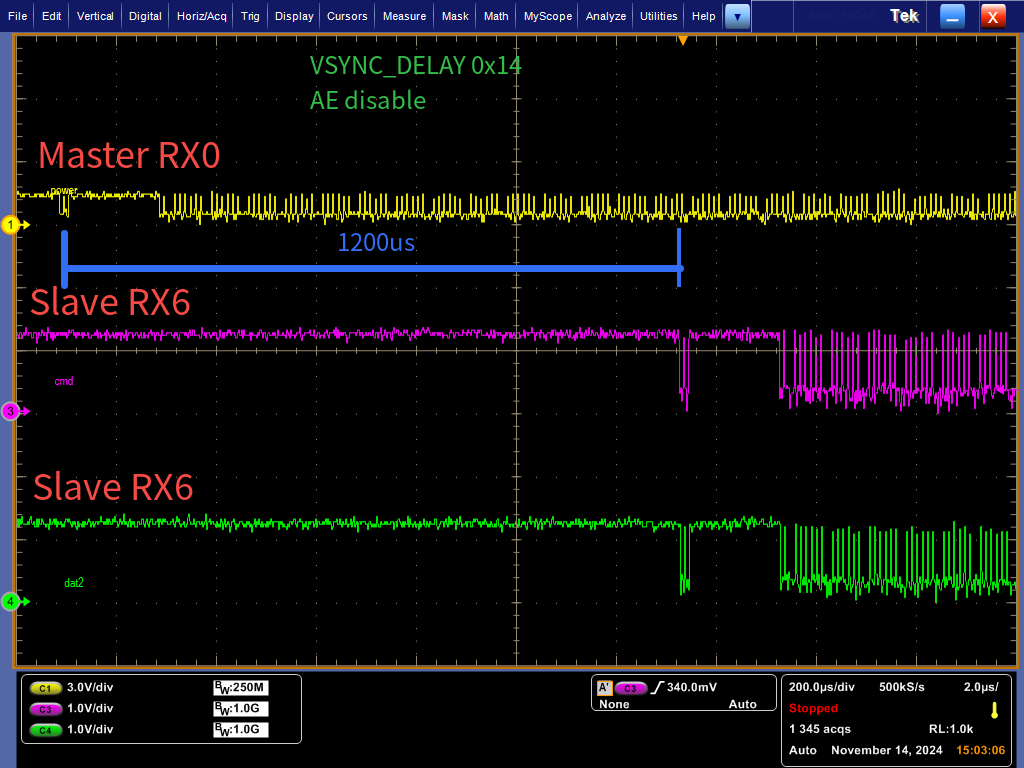 File Edit Vertical Digital Horiz/Acq Trig Display Cursors Measure Mask Math MyScope Analyze Utilities Help Tek X
VSYNC_DELAY 0x14
AE disable
Master RX0
power
1
1200us
Slave RX6
cmd
3
Slave RX6
dat2
4
C1 3.0V/div BW:250M
C3 1.0V/div BW:1.0G
C4 1.0V/div BW:1.0G
A' C3 340.0mV
None Auto
200.0µs/div 500kS/s 2.0µs/
Stopped
1 345 acqs RL:1.0k
Auto November 14, 2024 15:03:06